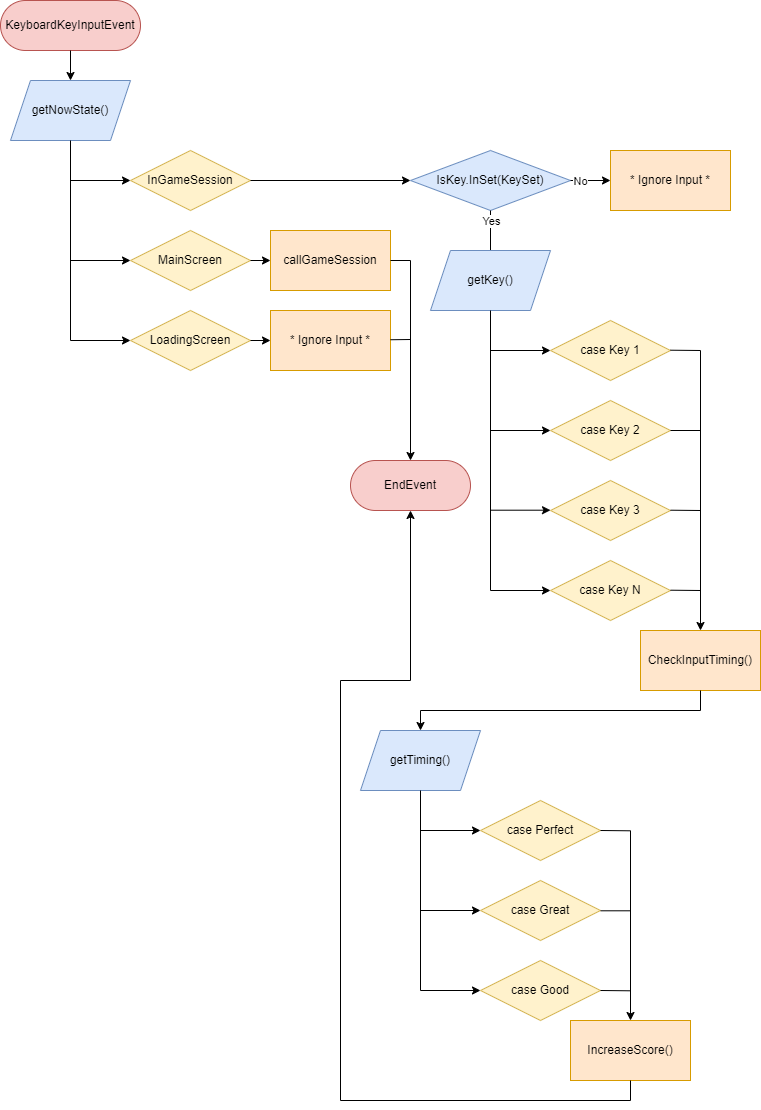 KeyboardKeyInputEvent
getNowState()
InGameSession
IsKey.InSet(KeySet)
No
* Ignore Input *
Yes
MainScreen
callGameSession
getKey()
LoadingScreen
* Ignore Input *
case Key 1
case Key 2
EndEvent
case Key 3
case Key N
CheckInputTiming()
getTiming()
case Perfect
case Great
case Good
IncreaseScore()